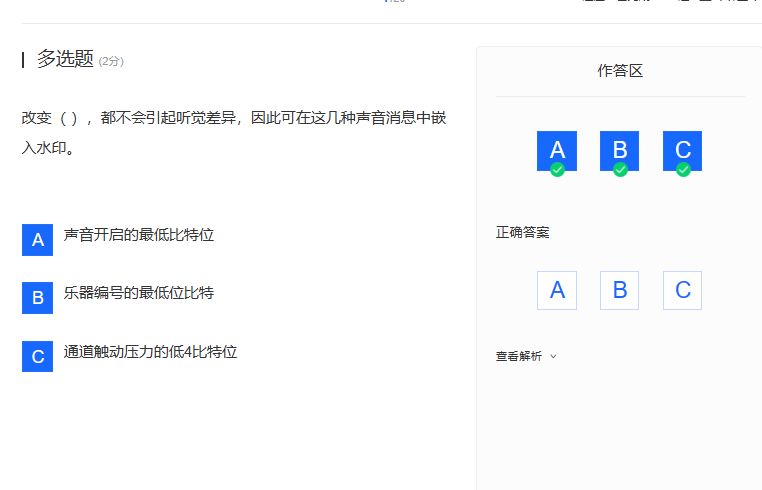 多选题 (2分)
改变（ ），都不会引起听觉差异，因此可在这几种声音消息中嵌
入水印。
A 声音开启的最低比特位
B 乐器编号的最低位比特
C 通道触动压力的低4比特位
作答区
A B C
正确答案
A B C
查看解析